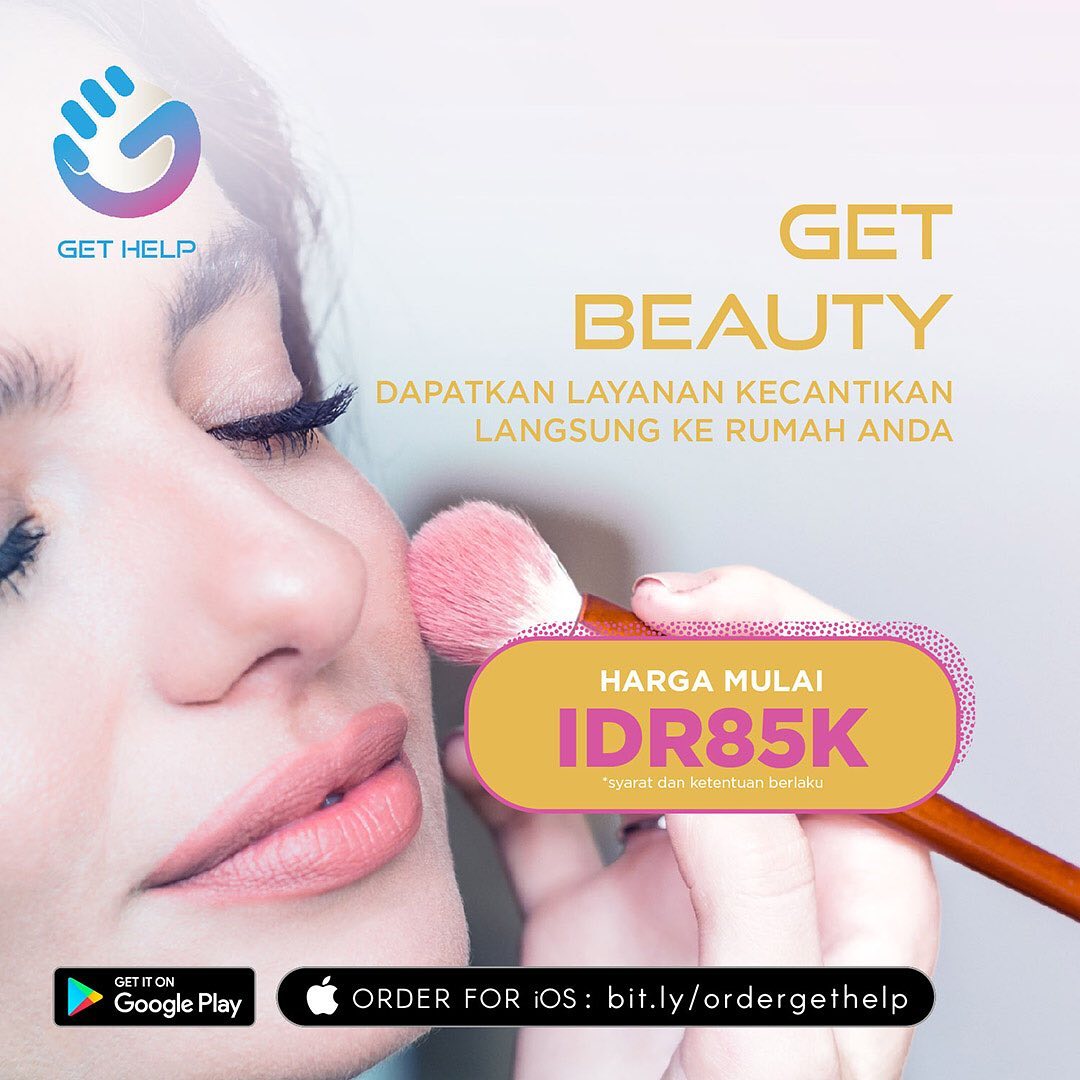 GET HELP
GET
BEAUTY
DAPATKAN LAYANAN KECANTIKAN
LANGSUNG KE RUMAH ANDA
HARGA MULAI
IDR85K
*syarat dan ketentuan berlaku
GET IT ON
Google Play
ORDER FOR iOS : bit.ly/ordergethelp